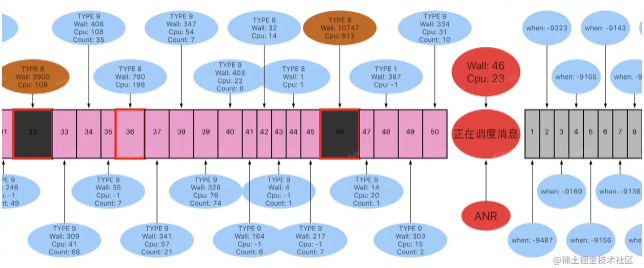 TYPE 9
Wall: 408
Cpu: 108
Count: 35
TYPE 9
Wall: 347
Cpu: 54
Count: 7
TYPE 8
Wall: 32
Cpu: 14
TYPE 8
Wall: 10747
Cpu: 913
TYPE 9
Wall: 334
Cpu: 31
Count: 10
TYPE 8
Wall: 3900
Cpu: 109
TYPE 8
Wall: 790
Cpu: 198
TYPE 9
Wall: 403
Cpu: 22
Count: 8
TYPE 8
Wall: 1
Cpu: 1
TYPE 1
Wall: 387
Cpu: -1
Wall: 46
Cpu: 23
when: -9223
when: -9143
when: -9165
when: -9
31
32
33
34
35
36
37
38
39
40
41
42
43
44
45
46
47
48
49
50
正在调度消息
1
2
3
4
5
6
7
8
TYPE 9
: 246
: -1
: 49
TYPE 9
Wall: 35
Cpu: -1
Count: 7
TYPE 9
Wall: 328
Cpu: 76
Count: 74
TYPE 9
Wall: 4
Cpu: -1
Count: 1
TYPE 9
Wall: 14
Cpu: 20
Count: 1
when: -9169
when: -9136
ANR
TYPE 9
Wall: 309
Cpu: 41
Count: 68
TYPE 9
Wall: 341
Cpu: 57
Count: 21
TYPE 9
Wall: 164
Cpu: -1
Count: 6
TYPE 9
Wall: 217
Cpu: -1
Count: 7
TYPE 9
Wall: 303
Cpu: 15
Count: 2
when: -9487
when: -9156
when: -9
@稀土掘金技术社区